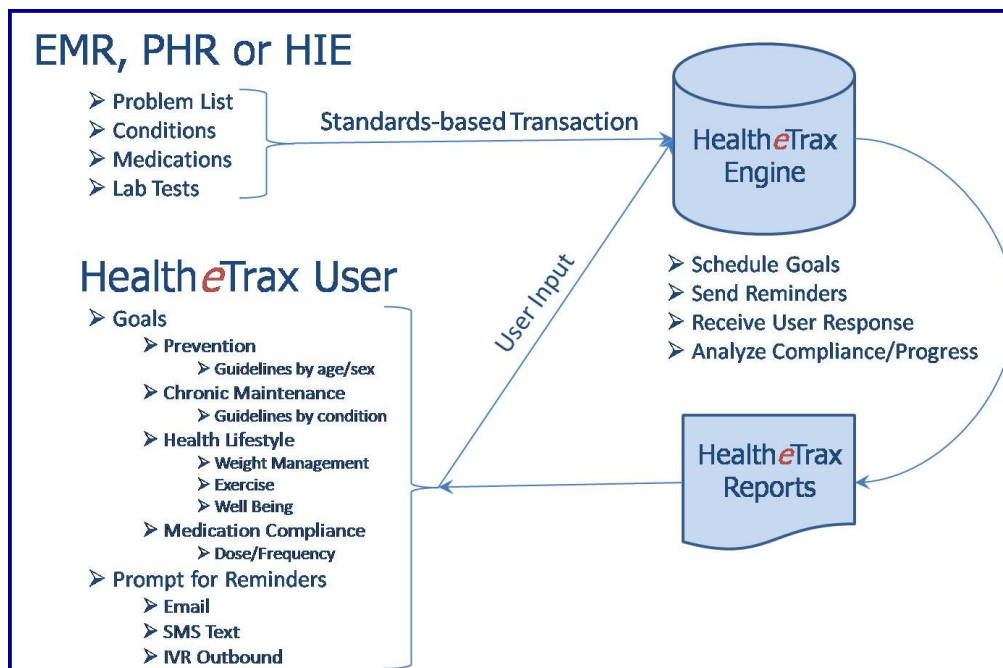 EMR, PHR or HIE
➢ Problem List
➢ Conditions
➢ Medications
➢ Lab Tests
Standards-based Transaction
HealtheTrax
Engine
➢ Schedule Goals
➢ Send Reminders
➢ Receive User Response
➢ Analyze Compliance/Progress
User Input
HealtheTrax User
➢ Goals
➢ Prevention
➢ Guidelines by age/sex
➢ Chronic Maintenance
➢ Guidelines by condition
➢ Health Lifestyle
➢ Weight Management
➢ Exercise
➢ Well Being
➢ Medication Compliance
➢ Dose/Frequency
➢ Prompt for Reminders
➢ Email
➢ SMS Text
➢ IVR Outbound
HealtheTrax
Reports